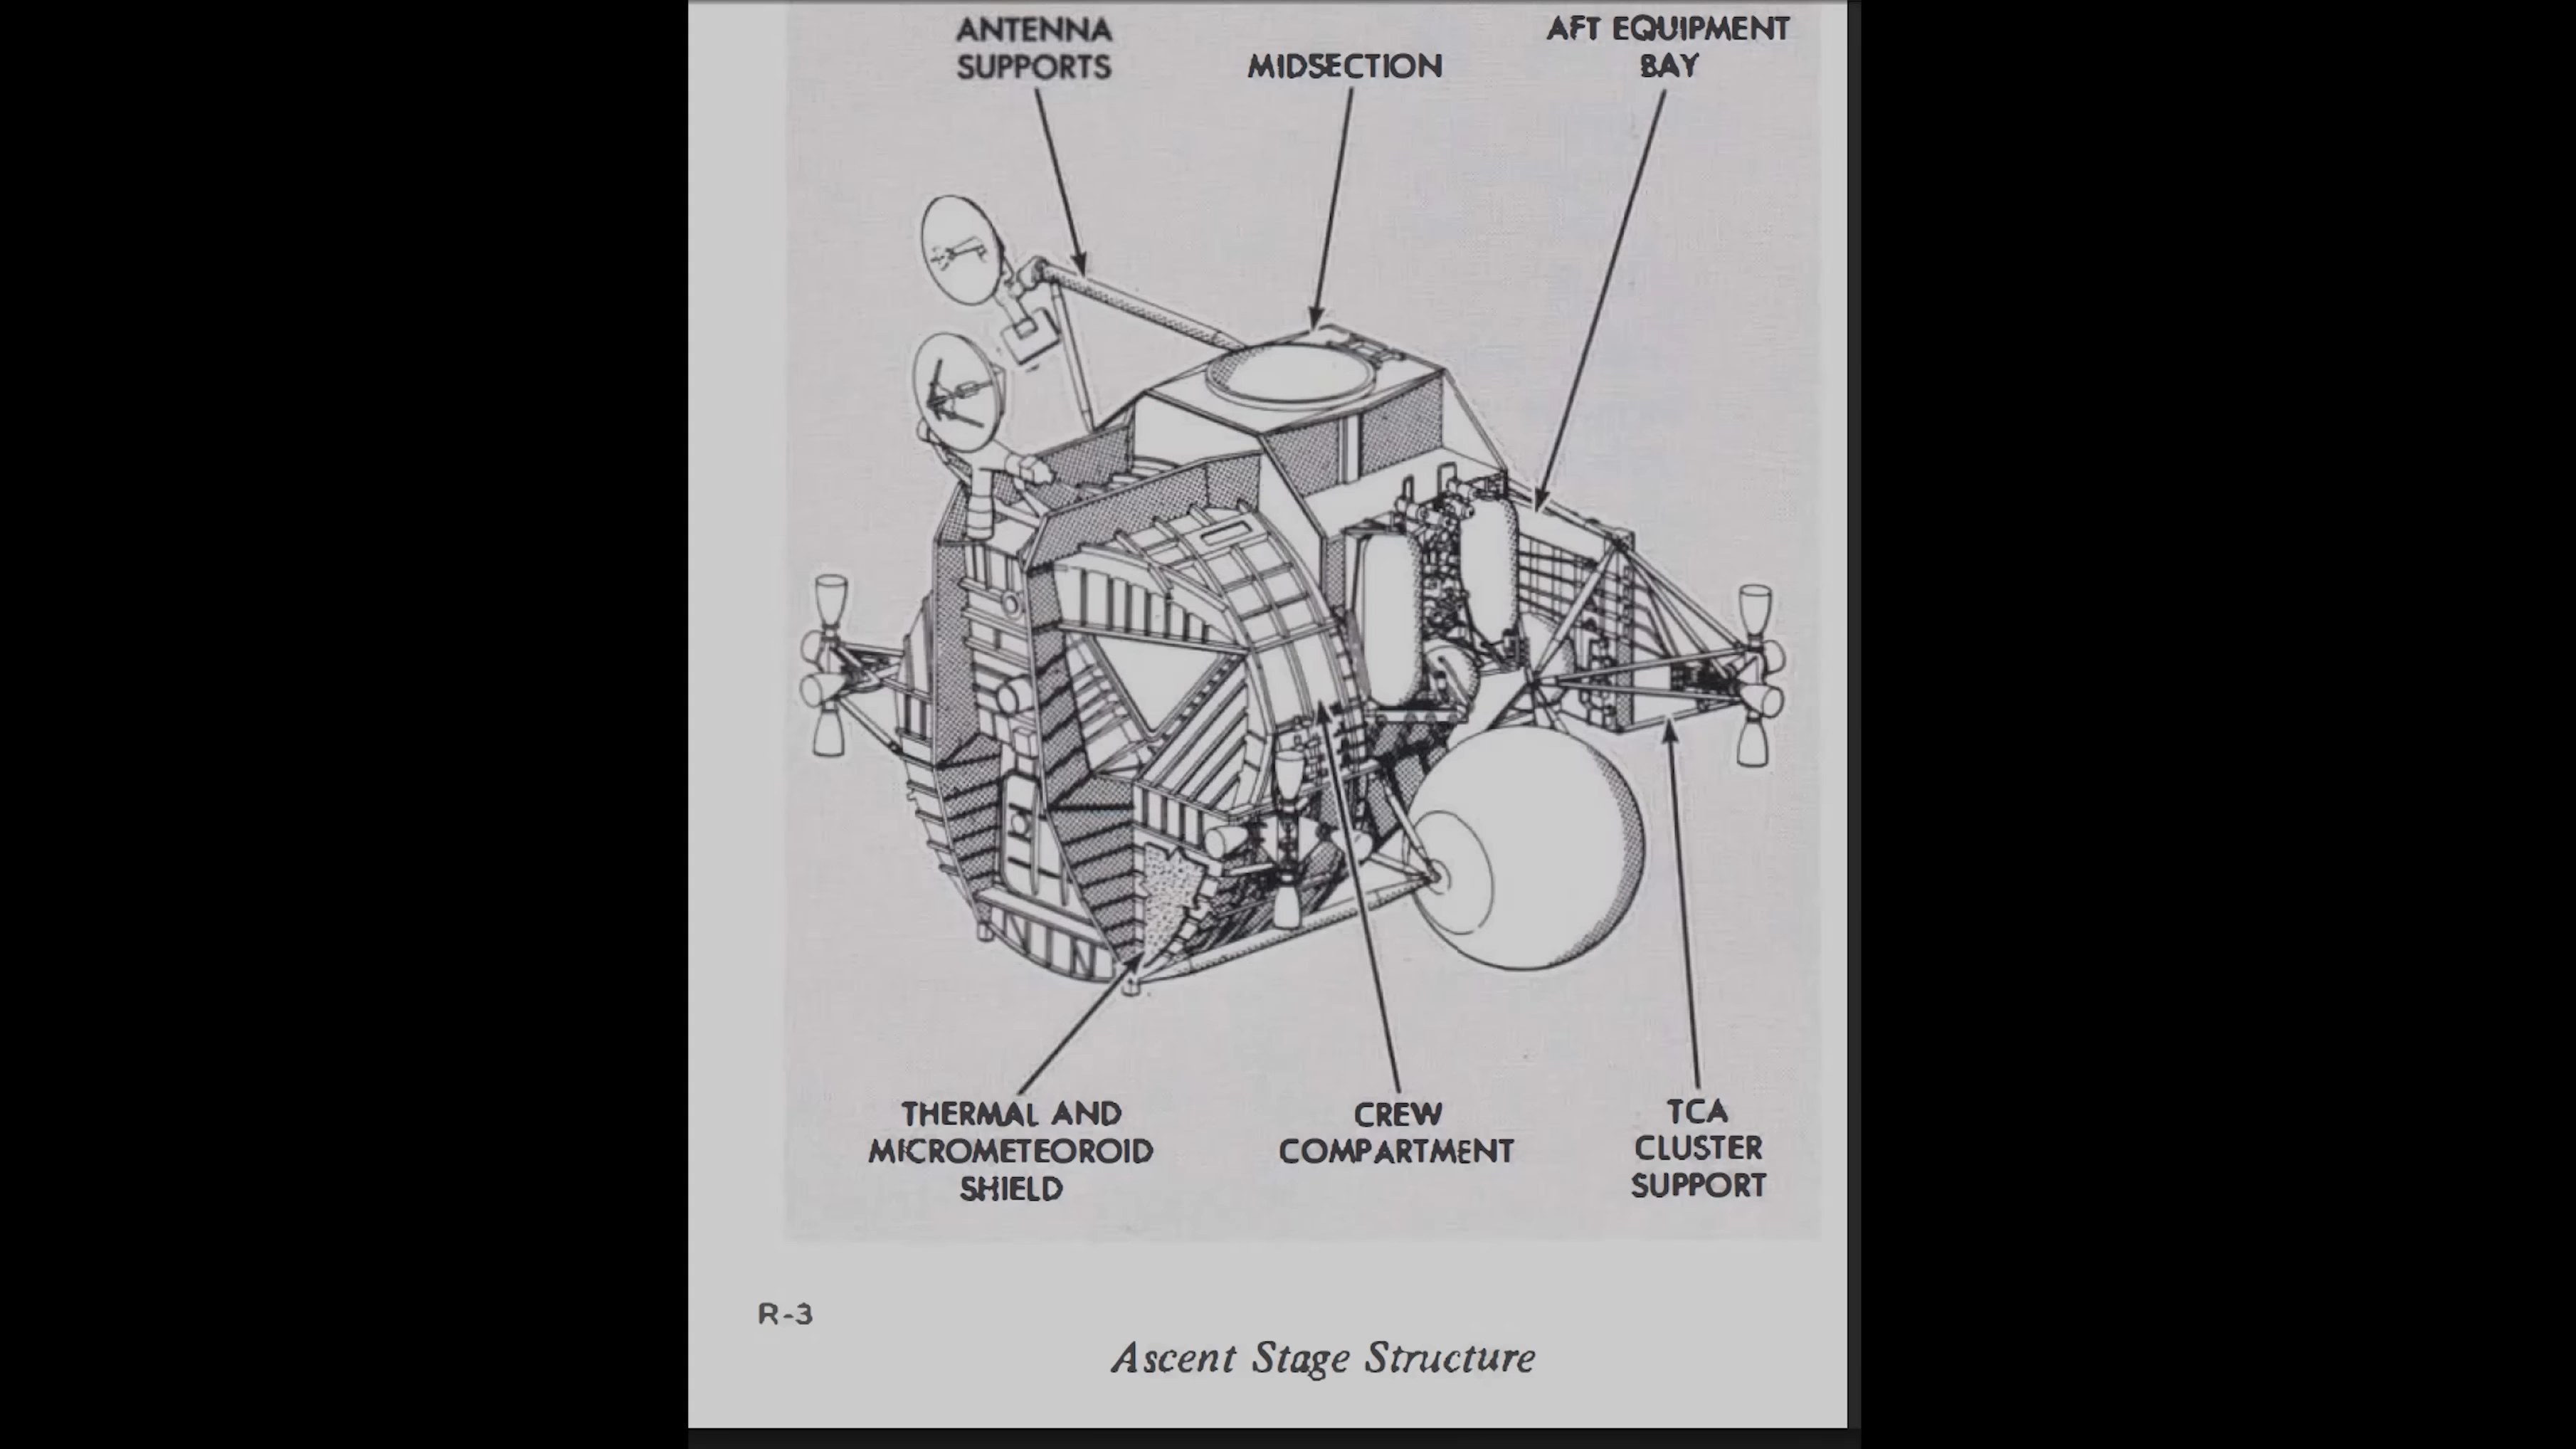 ANTENNA
SUPPORTS
MIDSECTION
AFT EQUIPMENT
BAY
THERMAL AND
MICROMETEOROID
SHIELD
CREW
COMPARTMENT
TCA
CLUSTER
SUPPORT
R-3
Ascent Stage Structure